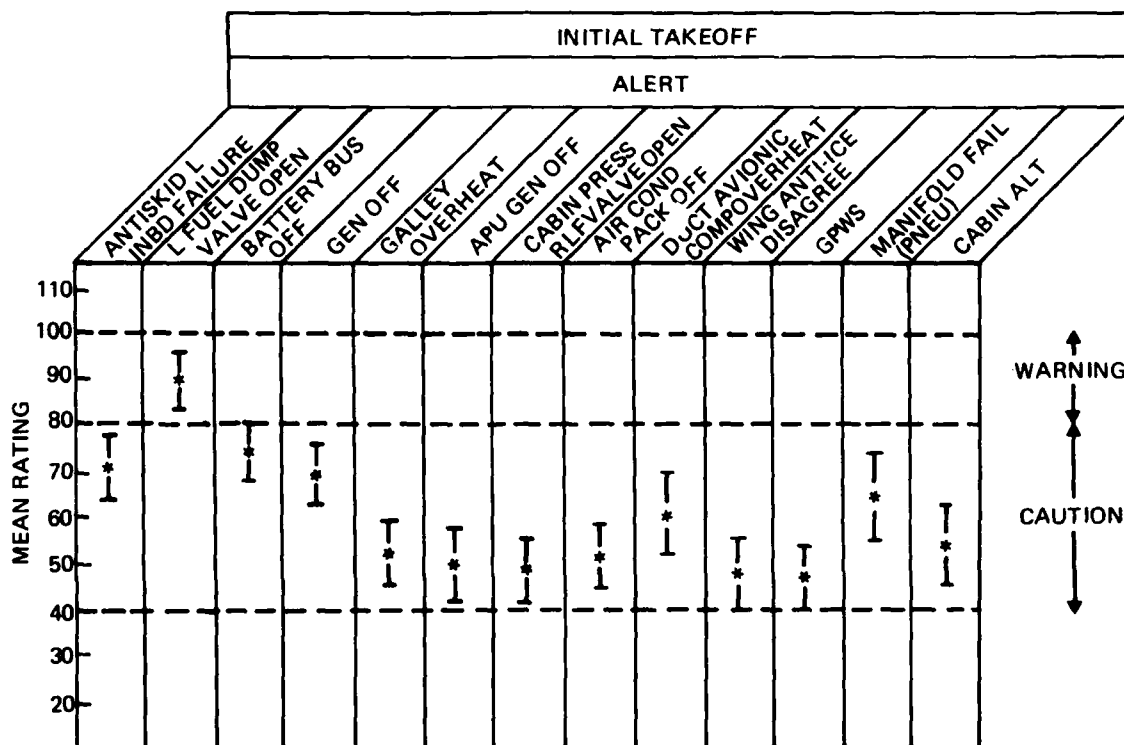 INITIAL TAKEOFF
ALERT
ANTISKID L
INBD FAILURE
L FUEL DUMP
VALVE OPEN
BATTERY BUS
OFF
GEN OFF
GALLEY
OVERHEAT
APU GEN OFF
CABIN PRESS
RLFVALVE OPEN
AIR COND
PACK OFF
DUCT AVIONIC
COMPOVERHEAT
WING ANTI-ICE
DISAGREE
GPWS
MANIFOLD FAIL
(PNEU)
CABIN ALT
MEAN RATING
110
100
90
80
70
60
50
40
30
20
WARNING
CAUTION